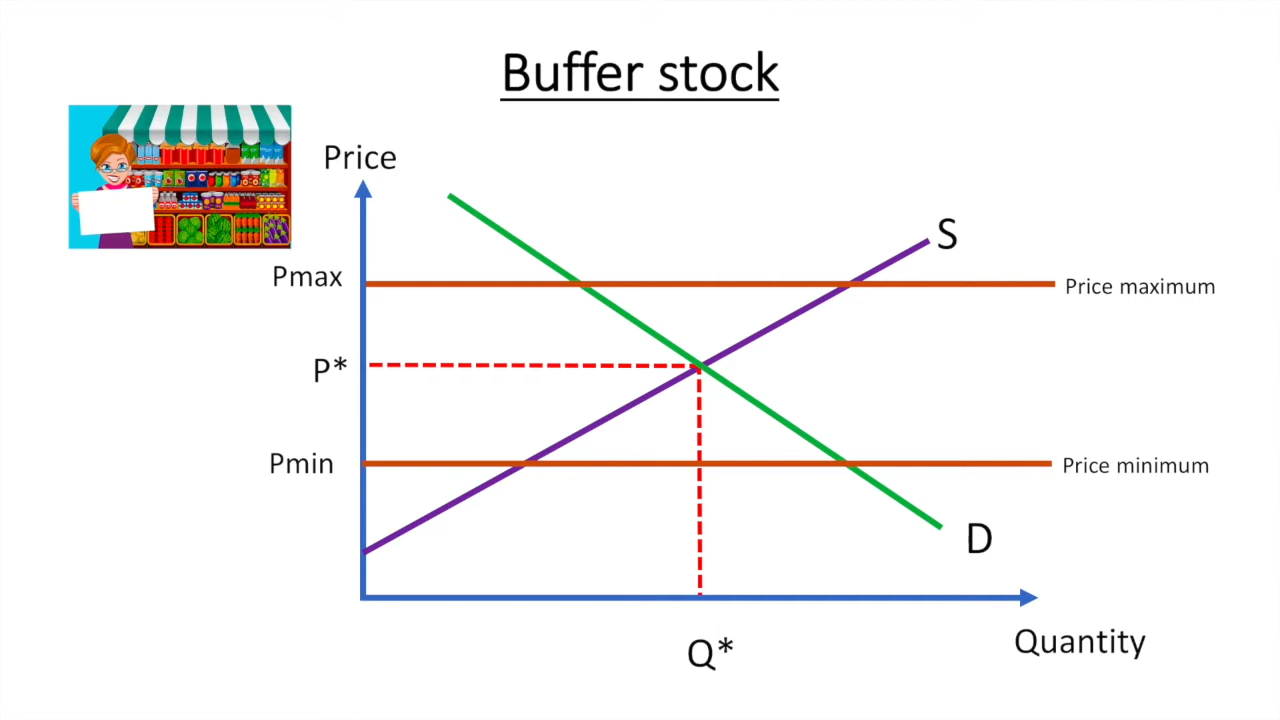 Buffer stock
Price
S
Pmax
Price maximum
P*
Pmin
Price minimum
D
Quantity
Q*